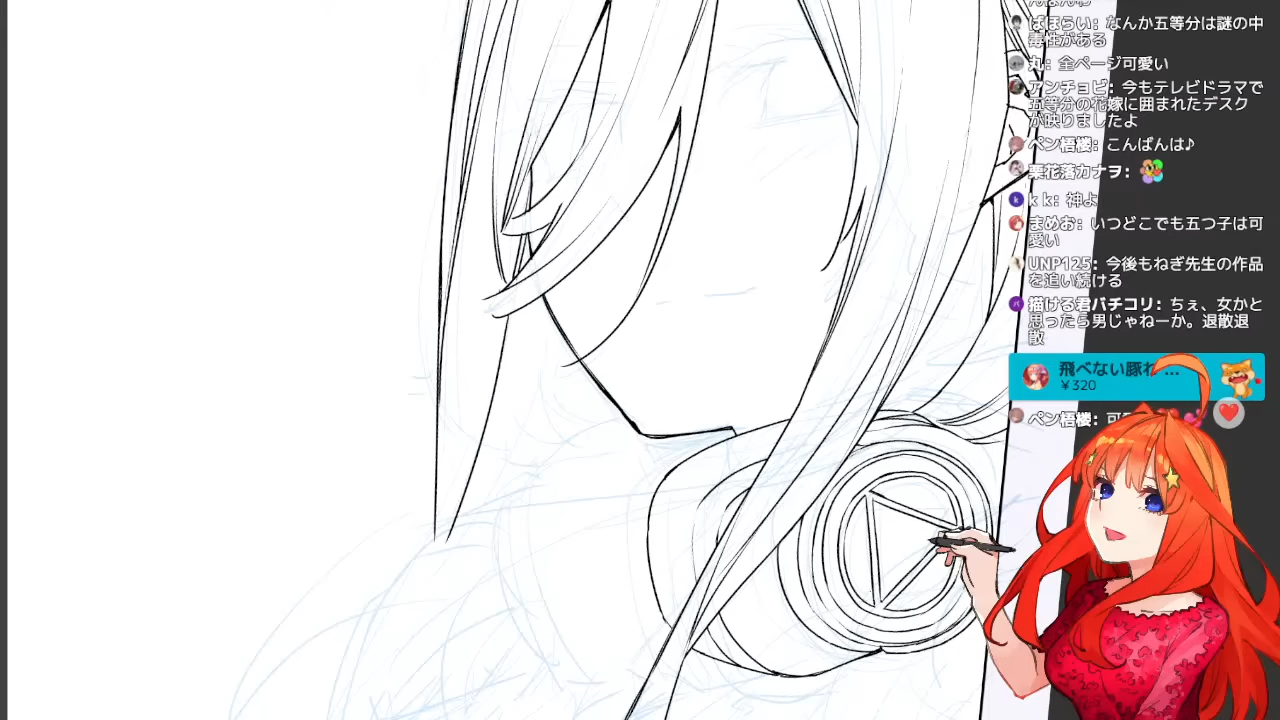 ばほらい: なんか五等分は謎の中
毒性がある
丸: 全ページ可愛い
アンチョビ: 今もテレビドラマで
五等分の花嫁に囲まれたデスク
が映りましたよ
ペン悟楼: こんばんは♪
栗花落カナヲ:
k k: 神よ
まめお: いつどこでも五つ子は可
愛い
UNP125: 今後もねぎ先生の作品
を追い続ける
描ける君バチコリ: ちぇ、女かと
思ったら男じゃねーか。退散退
散
飛べない豚わ ...
￥320
ペン悟楼: 可